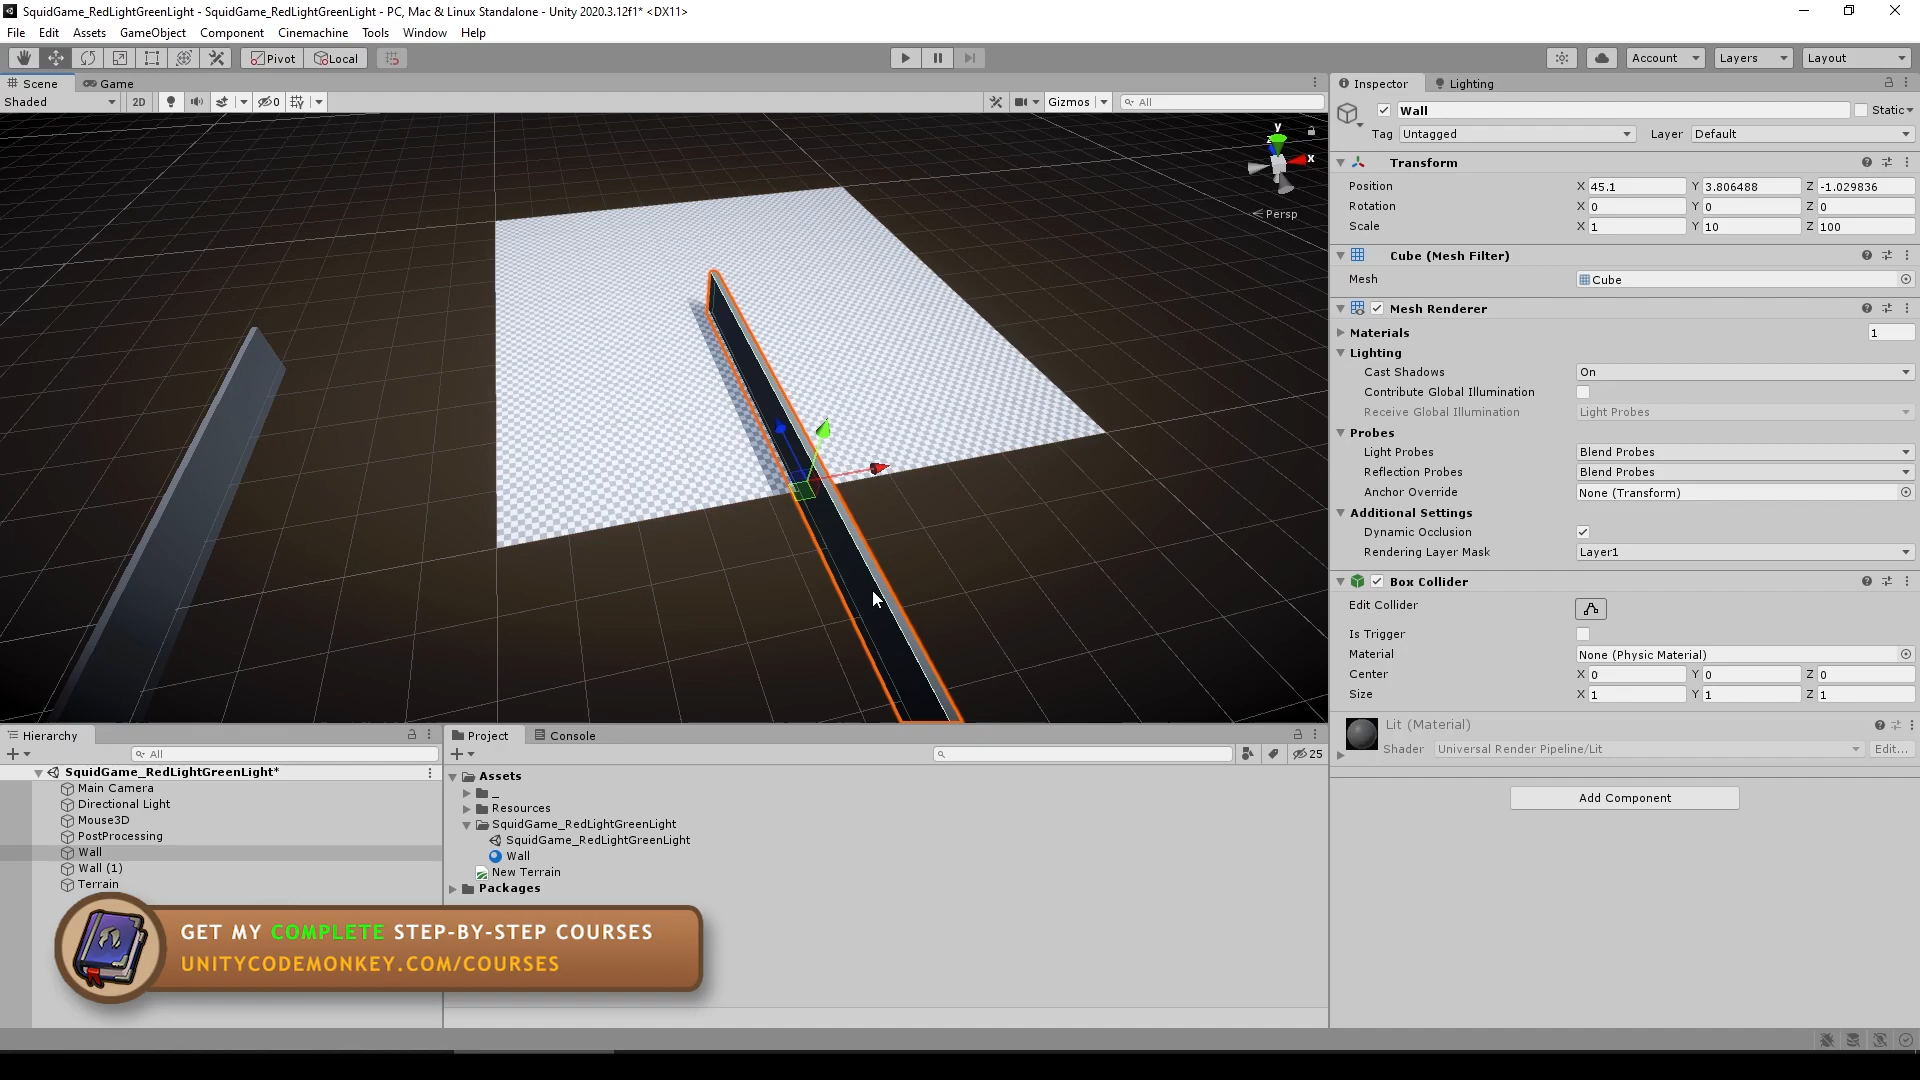 SquidGame_RedLightGreenLight - SquidGame_RedLightGreenLight - PC, Mac & Linux Standalone - Unity 2020.3.12f1* <DX11>
File Edit Assets GameObject Component Cinemachine Tools Window Help
Pivot Local Account Layers Layout
Scene Game Inspector Lighting
Shaded 2D 0 Gizmos All
Wall Static
Tag Untagged Layer Default
Transform
Position X 45.1 Y 3.806488 Z -1.029836
Rotation X 0 Y 0 Z 0
Scale X 1 Y 10 Z 100
y
z
x
Persp
Cube (Mesh Filter)
Mesh Cube
Mesh Renderer
Materials 1
Lighting
Cast Shadows On
Contribute Global Illumination
Receive Global Illumination Light Probes
Probes
Light Probes Blend Probes
Reflection Probes Blend Probes
Anchor Override None (Transform)
Additional Settings
Dynamic Occlusion
Rendering Layer Mask Layer1
Box Collider
Edit Collider
Is Trigger
Material None (Physic Material)
Center X 0 Y 0 Z 0
Size X 1 Y 1 Z 1
Lit (Material)
Shader Universal Render Pipeline/Lit Edit...
Add Component
Hierarchy
All
SquidGame_RedLightGreenLight*
Main Camera
Directional Light
Mouse3D
PostProcessing
Wall
Wall (1)
Terrain
Project Console
25
Assets
_
Resources
SquidGame_RedLightGreenLight
SquidGame_RedLightGreenLight
Wall
New Terrain
Packages
GET MY COMPLETE STEP-BY-STEP COURSES
UNITYCODEMONKEY.COM/COURSES